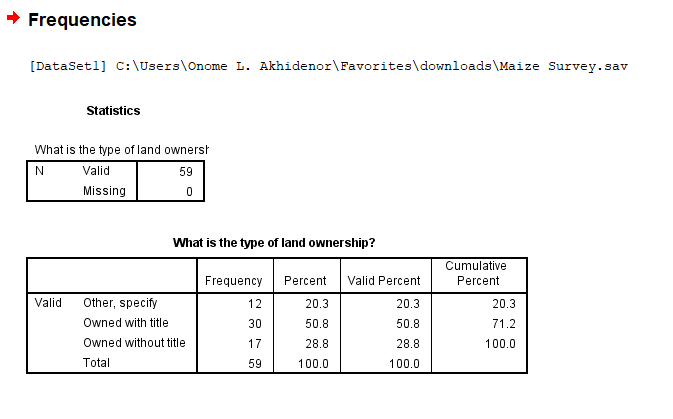 Frequencies
[DataSet1] C:\Users\Onome L. Akhidenor\Favorites\downloads\Maize Survey.sav
Statistics
What is the type of land ownersh
N Valid 59
Missing 0
What is the type of land ownership?
Frequency Percent Valid Percent Cumulative Percent
Valid Other, specify 12 20.3 20.3 20.3
Owned with title 30 50.8 50.8 71.2
Owned without title 17 28.8 28.8 100.0
Total 59 100.0 100.0